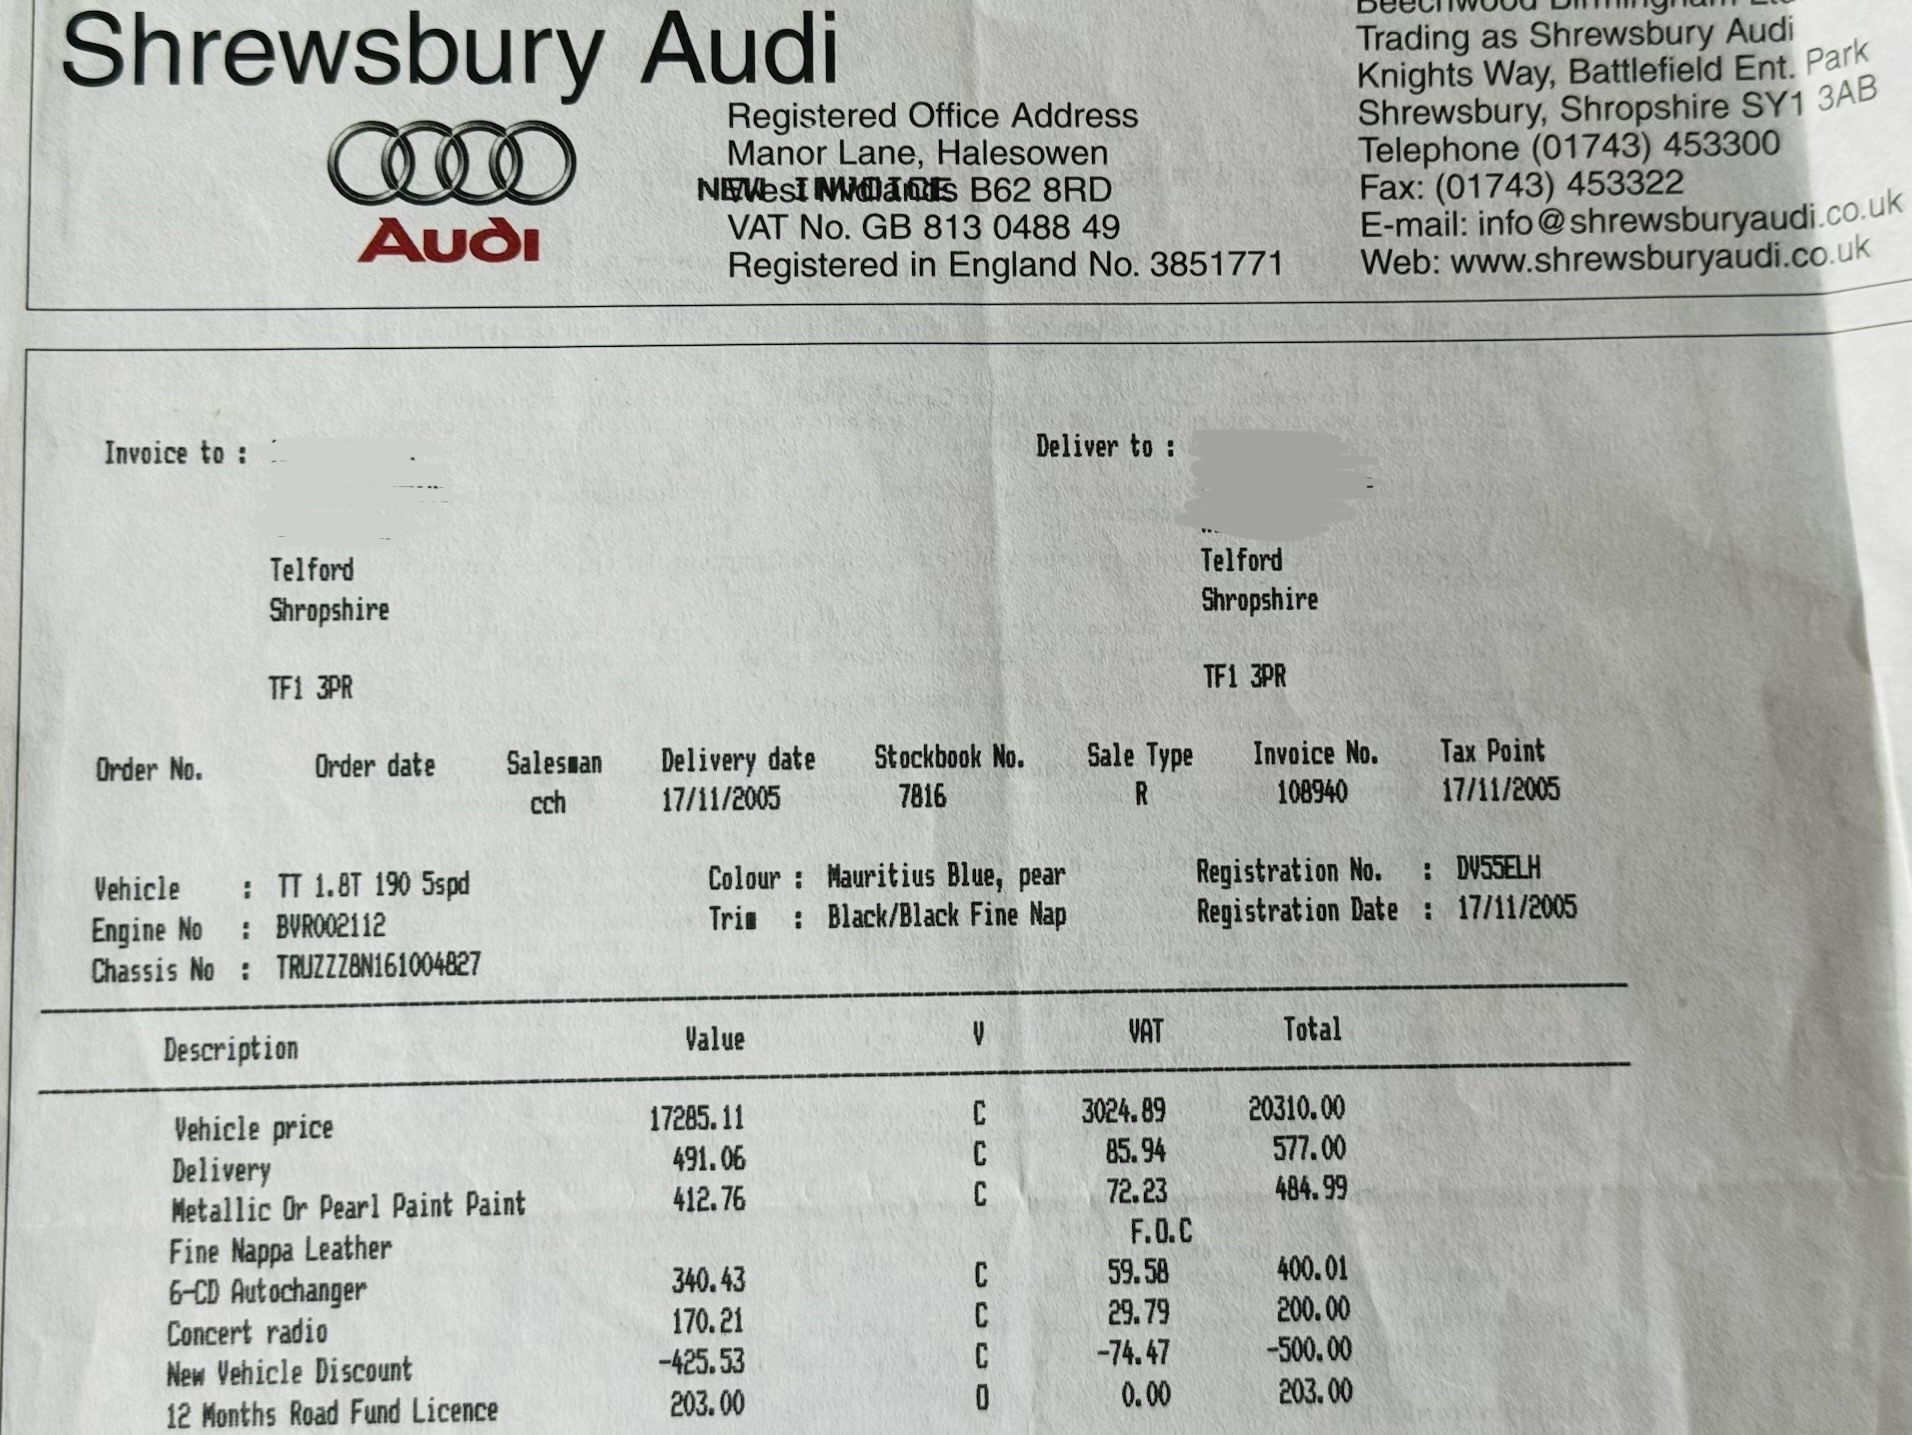 Shrewsbury Audi
Audi
Registered Office Address
Manor Lane, Halesowen
West Midlands B62 8RD
NEW INVOICE
VAT No. GB 813 0488 49
Registered in England No. 3851771
Beechwood Birmingham Ltd
Trading as Shrewsbury Audi
Knights Way, Battlefield Ent. Park
Shrewsbury, Shropshire SY1 3AB
Telephone (01743) 453300
Fax: (01743) 453322
E-mail: info@shrewsburyaudi.co.uk
Web: www.shrewsburyaudi.co.uk
Invoice to :
Telford
Shropshire
TF1 3PR
Deliver to :
Telford
Shropshire
TF1 3PR
Order No. Order date Salesman Delivery date Stockbook No. Sale Type Invoice No. Tax Point
cch 17/11/2005 7816 R 108940 17/11/2005
Vehicle : TT 1.8T 190 5spd Colour : Mauritius Blue, pear Registration No. : DV55ELH
Engine No : BVR002112 Trim : Black/Black Fine Nap Registration Date : 17/11/2005
Chassis No : TRUZZZ8N161004827
Description Value V VAT Total
Vehicle price 17285.11 C 3024.89 20310.00
Delivery 491.06 C 85.94 577.00
Metallic Or Pearl Paint Paint 412.76 C 72.23 484.99
Fine Nappa Leather F.O.C
6-CD Autochanger 340.43 C 59.58 400.01
Concert radio 170.21 C 29.79 200.00
New Vehicle Discount -425.53 C -74.47 -500.00
12 Months Road Fund Licence 203.00 0 0.00 203.00